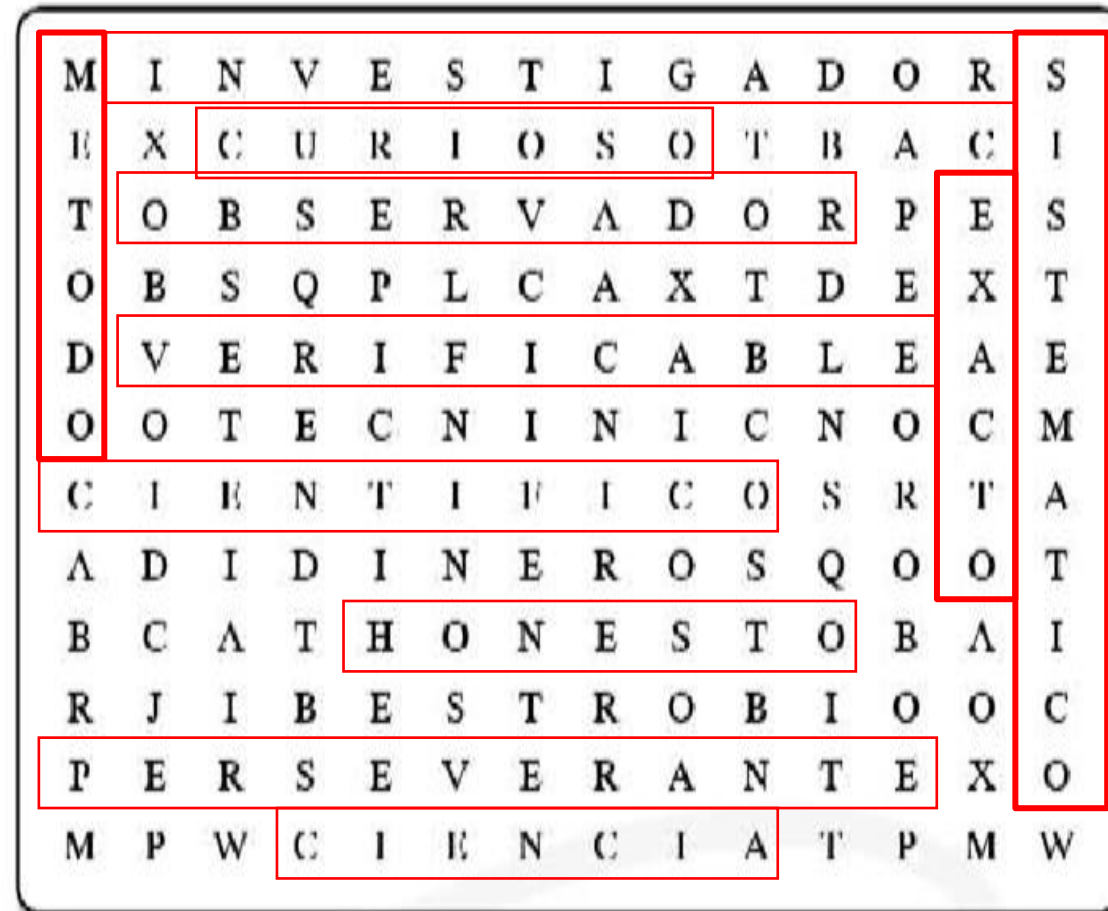 M I N V E S T I G A D O R S
E X C U R I O S O T B A C I
T O B S E R V A D O R P E S
O B S Q P L C A X T D E X T
D V E R I F I C A B L E A E
O O T E C N I N I C N O C M
C I E N T I F I C O S R T A
A D I D I N E R O S Q O O T
B C A T H O N E S T O B A I
R J I B E S T R O B I O O C
P E R S E V E R A N T E X O
M P W C I E N C I A T P M W